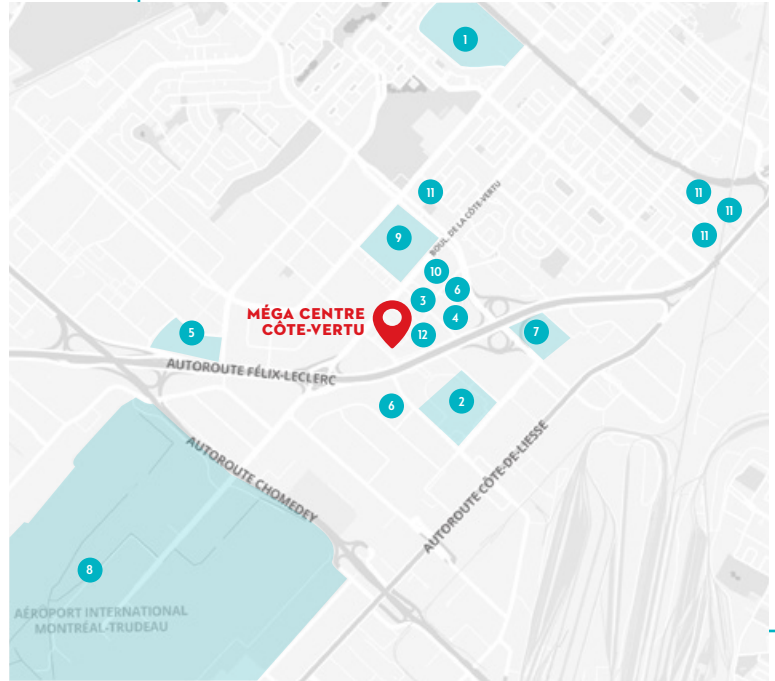 1
11
11
11
11
BOUL. DE LA CÔTE-VERTU
9
10
6
3
MÉGA CENTRE
CÔTE-VERTU
4
12
7
5
AUTOROUTE FÉLIX-LECLERC
6
2
AUTOROUTE CHOMEDEY
AUTOROUTE CÔTE-DE-LIESSE
8
AÉROPORT INTERNATIONAL
MONTRÉAL-TRUDEAU